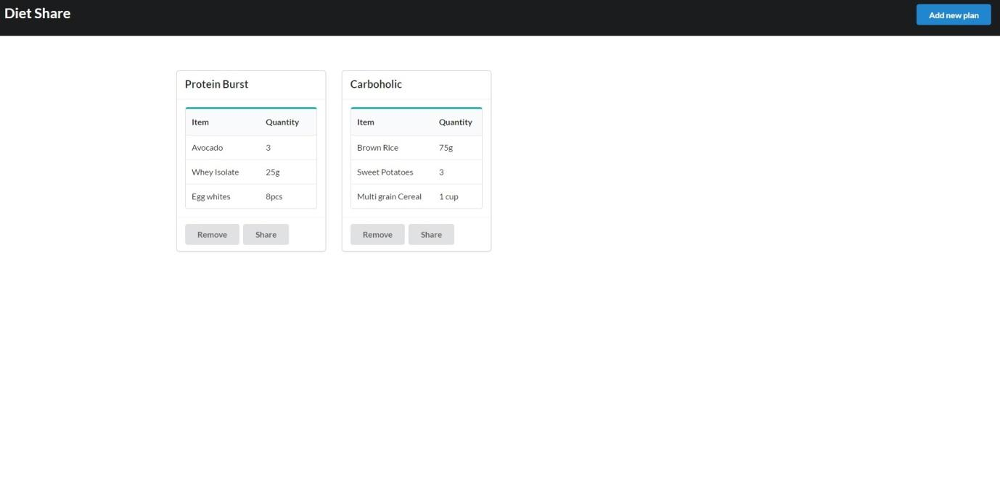 Diet Share
Add new plan
Protein Burst
Item Quantity
Avocado 3
Whey Isolate 25g
Egg whites 8pcs
Remove Share
Carboholic
Item Quantity
Brown Rice 75g
Sweet Potatoes 3
Multi grain Cereal 1 cup
Remove Share